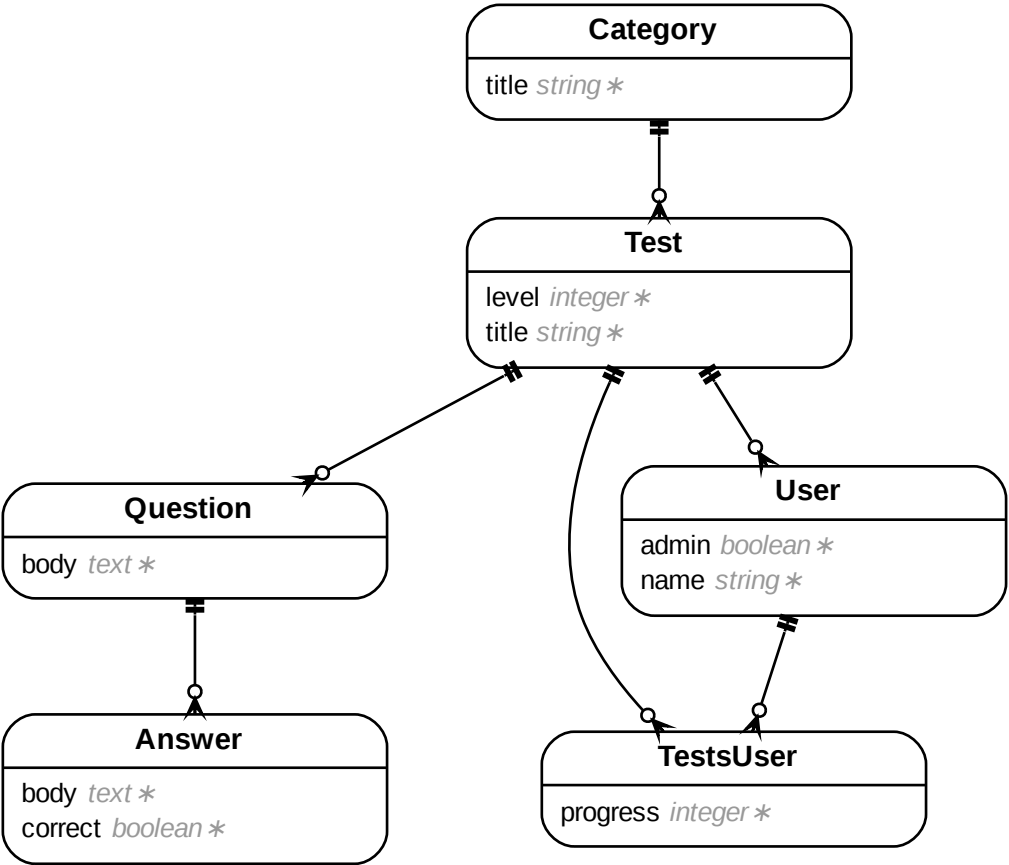 Category
title string ∗
Test
level integer ∗
title string ∗
Question
body text ∗
User
admin boolean ∗
name string ∗
Answer
body text ∗
correct boolean ∗
TestsUser
progress integer ∗